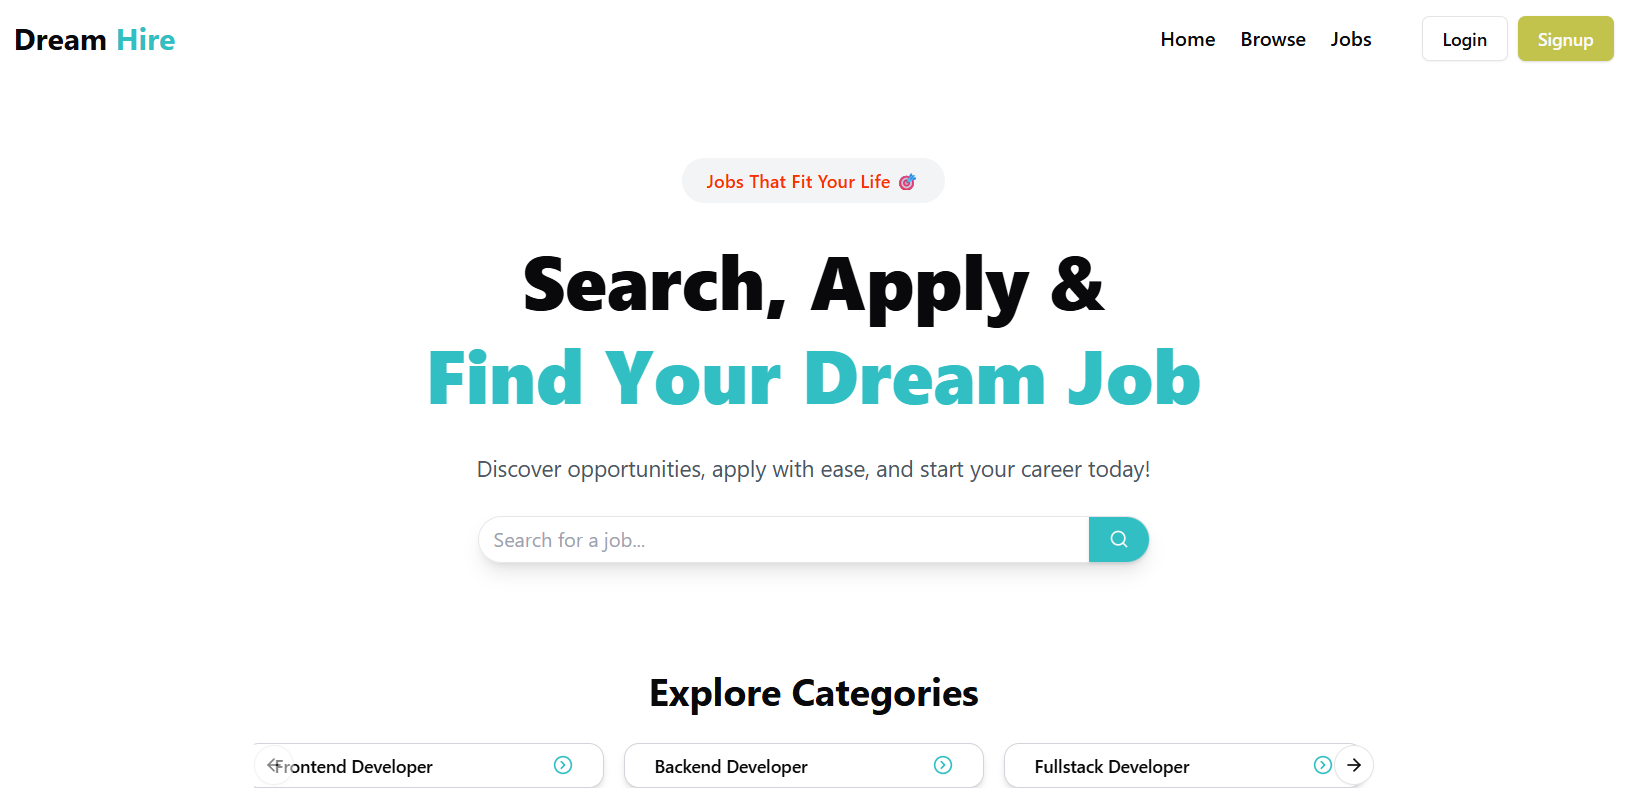 Dream Hire
Home Browse Jobs Login Signup
Jobs That Fit Your Life 🎯
Search, Apply &
Find Your Dream Job
Discover opportunities, apply with ease, and start your career today!
Search for a job...
Explore Categories
Frontend Developer
Backend Developer
Fullstack Developer